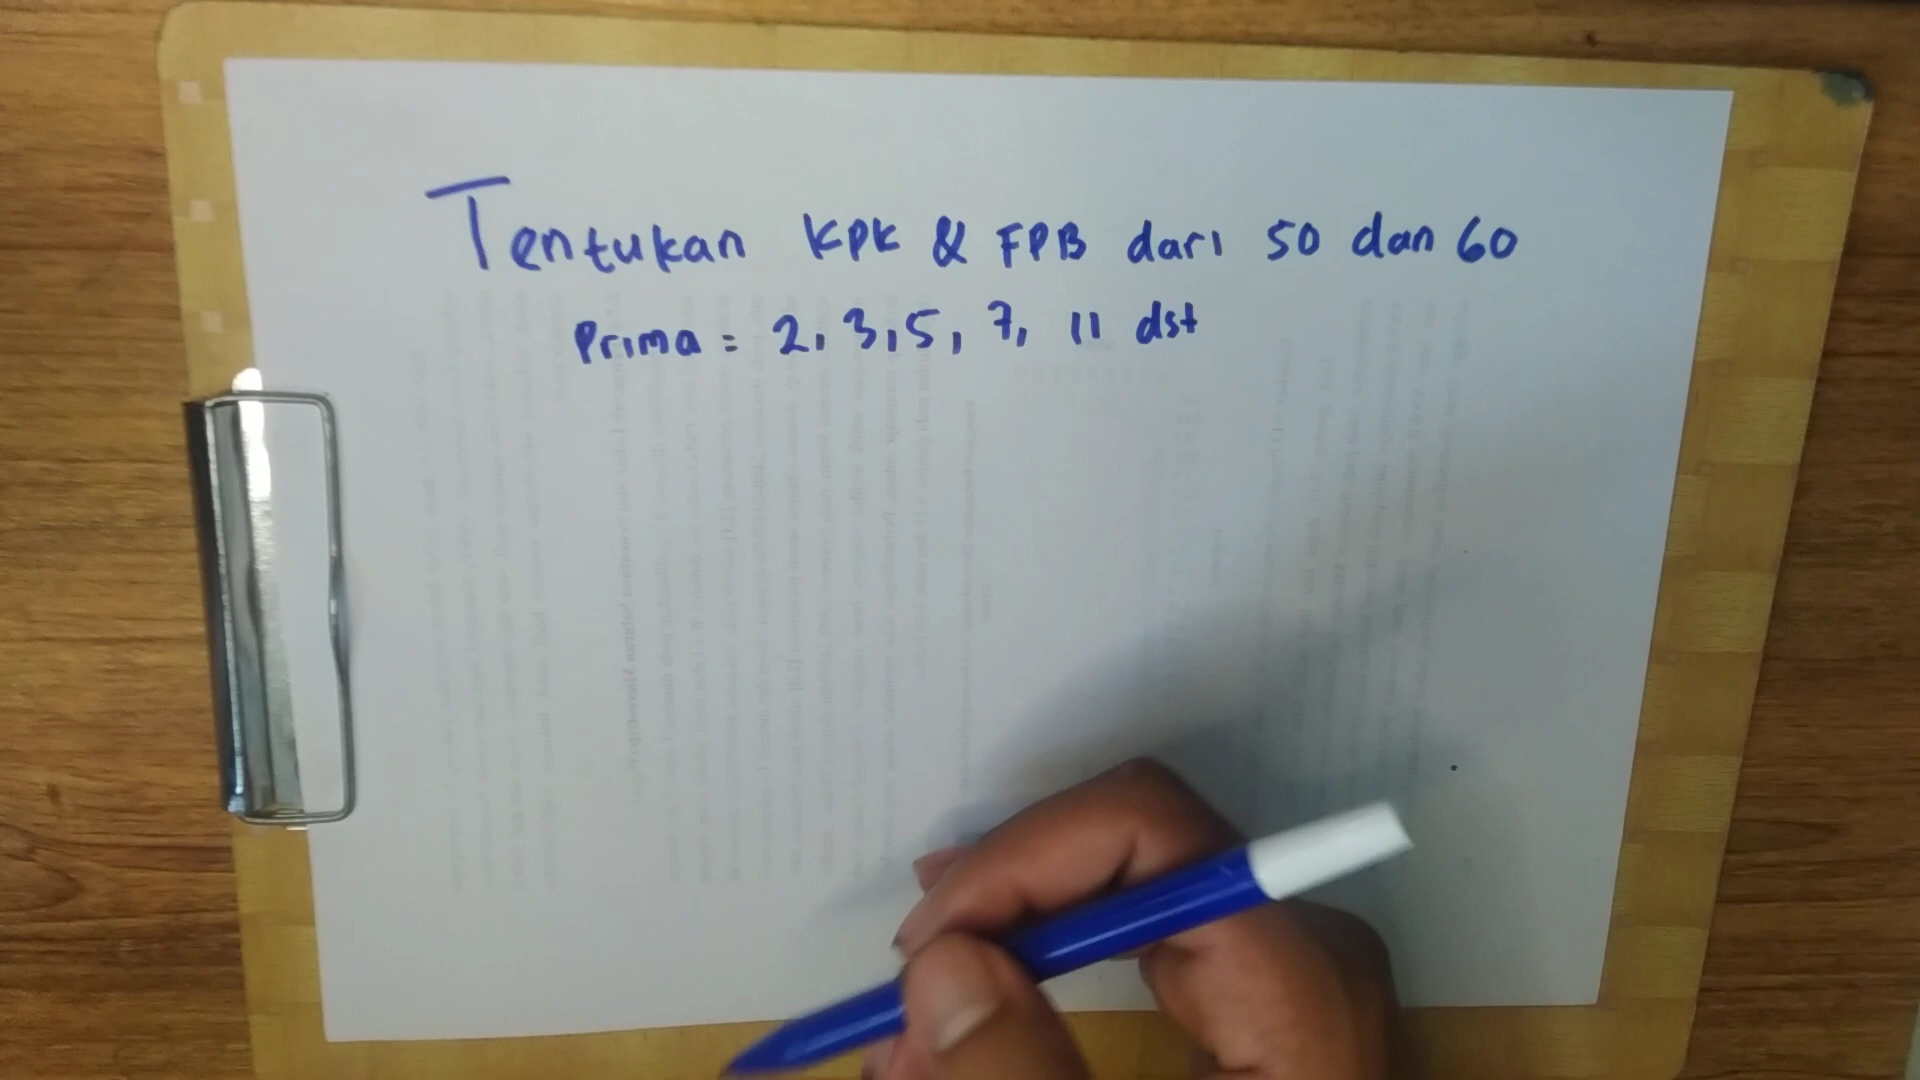 Tentukan KPK & FPB dari 50 dan 60
Prima = 2, 3, 5, 7, 11 dst